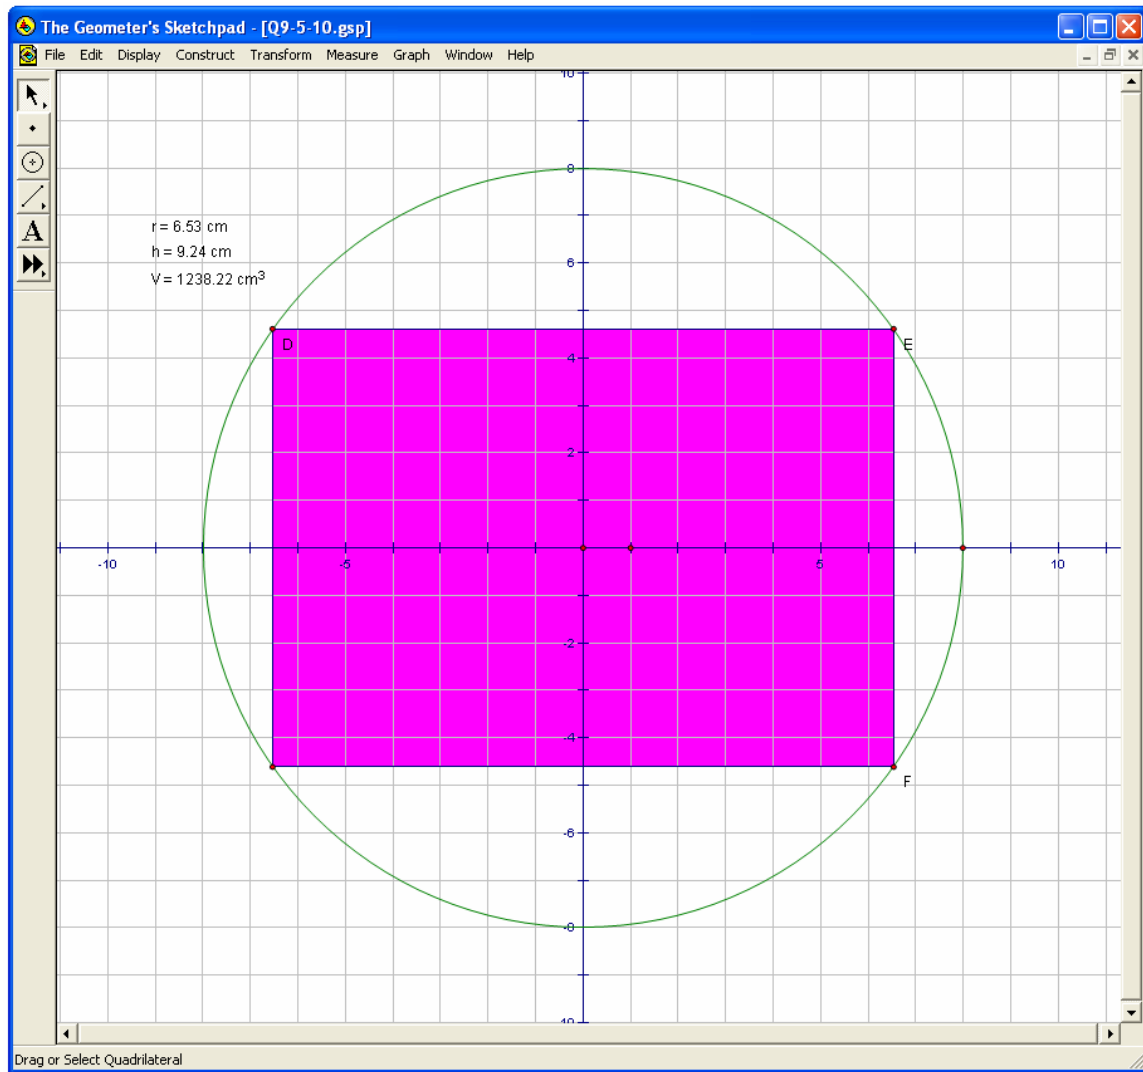 The Geometer's Sketchpad - [Q9-5-10.gsp]
File Edit Display Construct Transform Measure Graph Window Help
A
10
8
r = 6.53 cm
h = 9.24 cm
6
V = 1238.22 cm³
D
E
4
2
-10
-5
5
10
-2
-4
F
-6
-8
-10
Drag or Select Quadrilateral